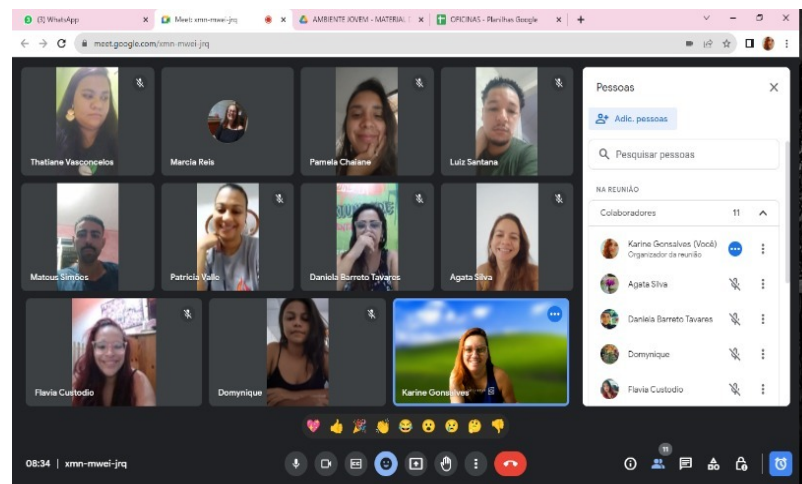 (3) WhatsApp
Meet: xmn-mwei-jrq
AMBIENTE JOVEM - MATERIAL
OFICINAS - Planilhas Google
meet.google.com/xmn-mwei-jrq
Thatiane Vasconcelos
Marcia Reis
Pamela Chaiane
Luiz Santana
Mateus Simões
Patricia Valle
Daniela Barreto Tavares
Agata Silva
Flavia Custodio
Domynique
Karine Gonsalves
Pessoas
Adic. pessoas
Pesquisar pessoas
NA REUNIÃO
Colaboradores 11
Karine Gonsalves (Você)
Organizador da reunião
Agata Silva
Daniela Barreto Tavares
Domynique
Flavia Custodio
08:34 | xmn-mwei-jrq
11